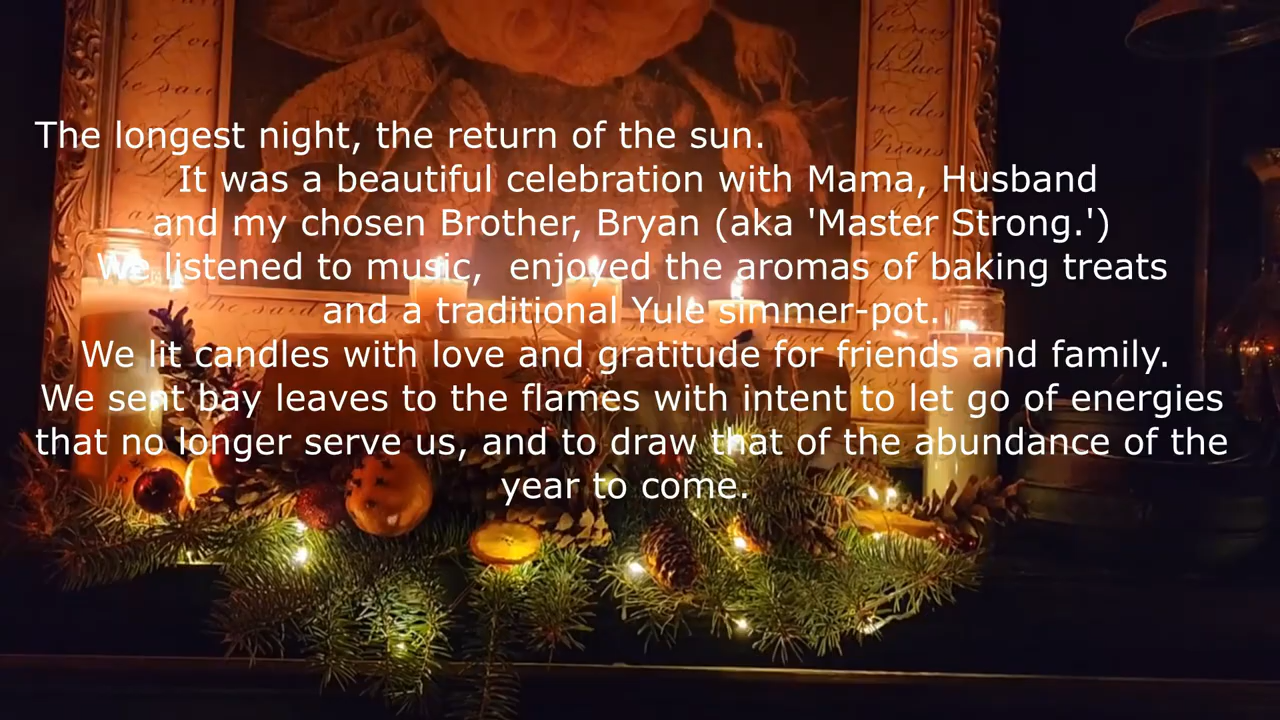 The longest night, the return of the sun.
It was a beautiful celebration with Mama, Husband
and my chosen Brother, Bryan (aka 'Master Strong.')
We listened to music,  enjoyed the aromas of baking treats
and a traditional Yule simmer-pot.
We lit candles with love and gratitude for friends and family.
We sent bay leaves to the flames with intent to let go of energies
that no longer serve us, and to draw that of the abundance of the
year to come.